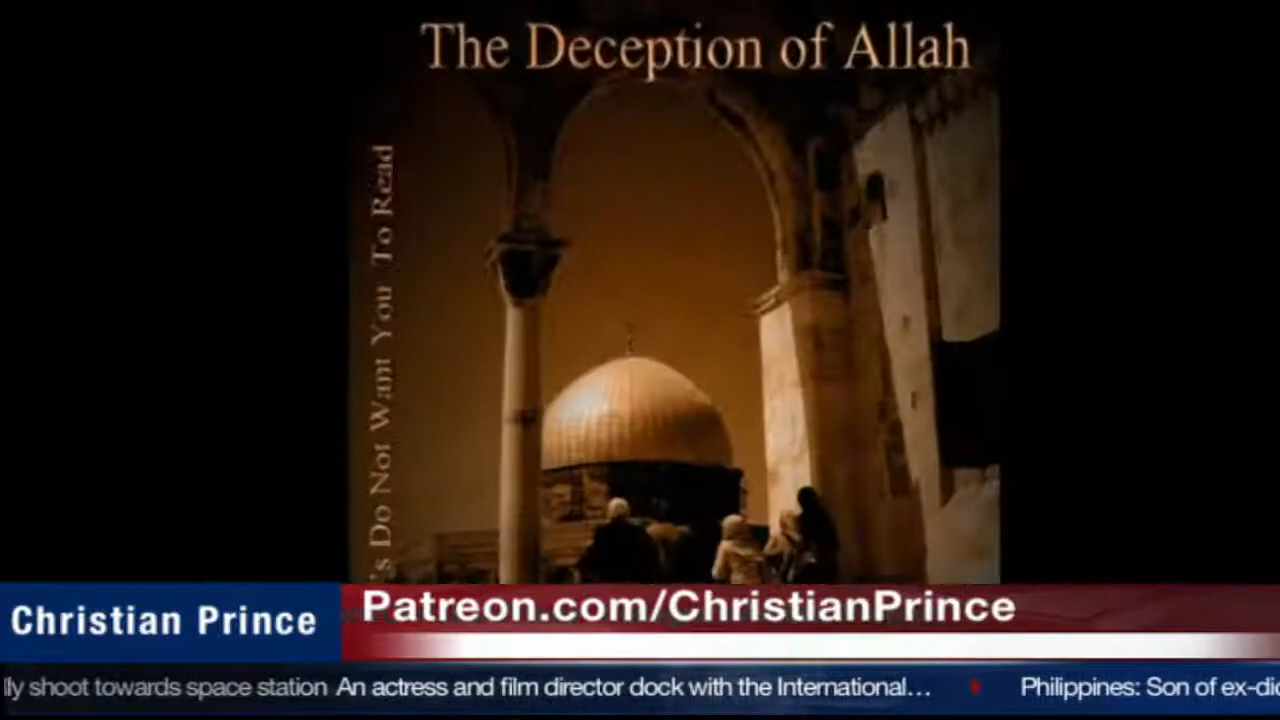 The Deception of Allah
's Do Not Want You To Read
Christian Prince
Patreon.com/ChristianPrince
lly shoot towards space station An actress and film director dock with the International… Philippines: Son of ex-dic